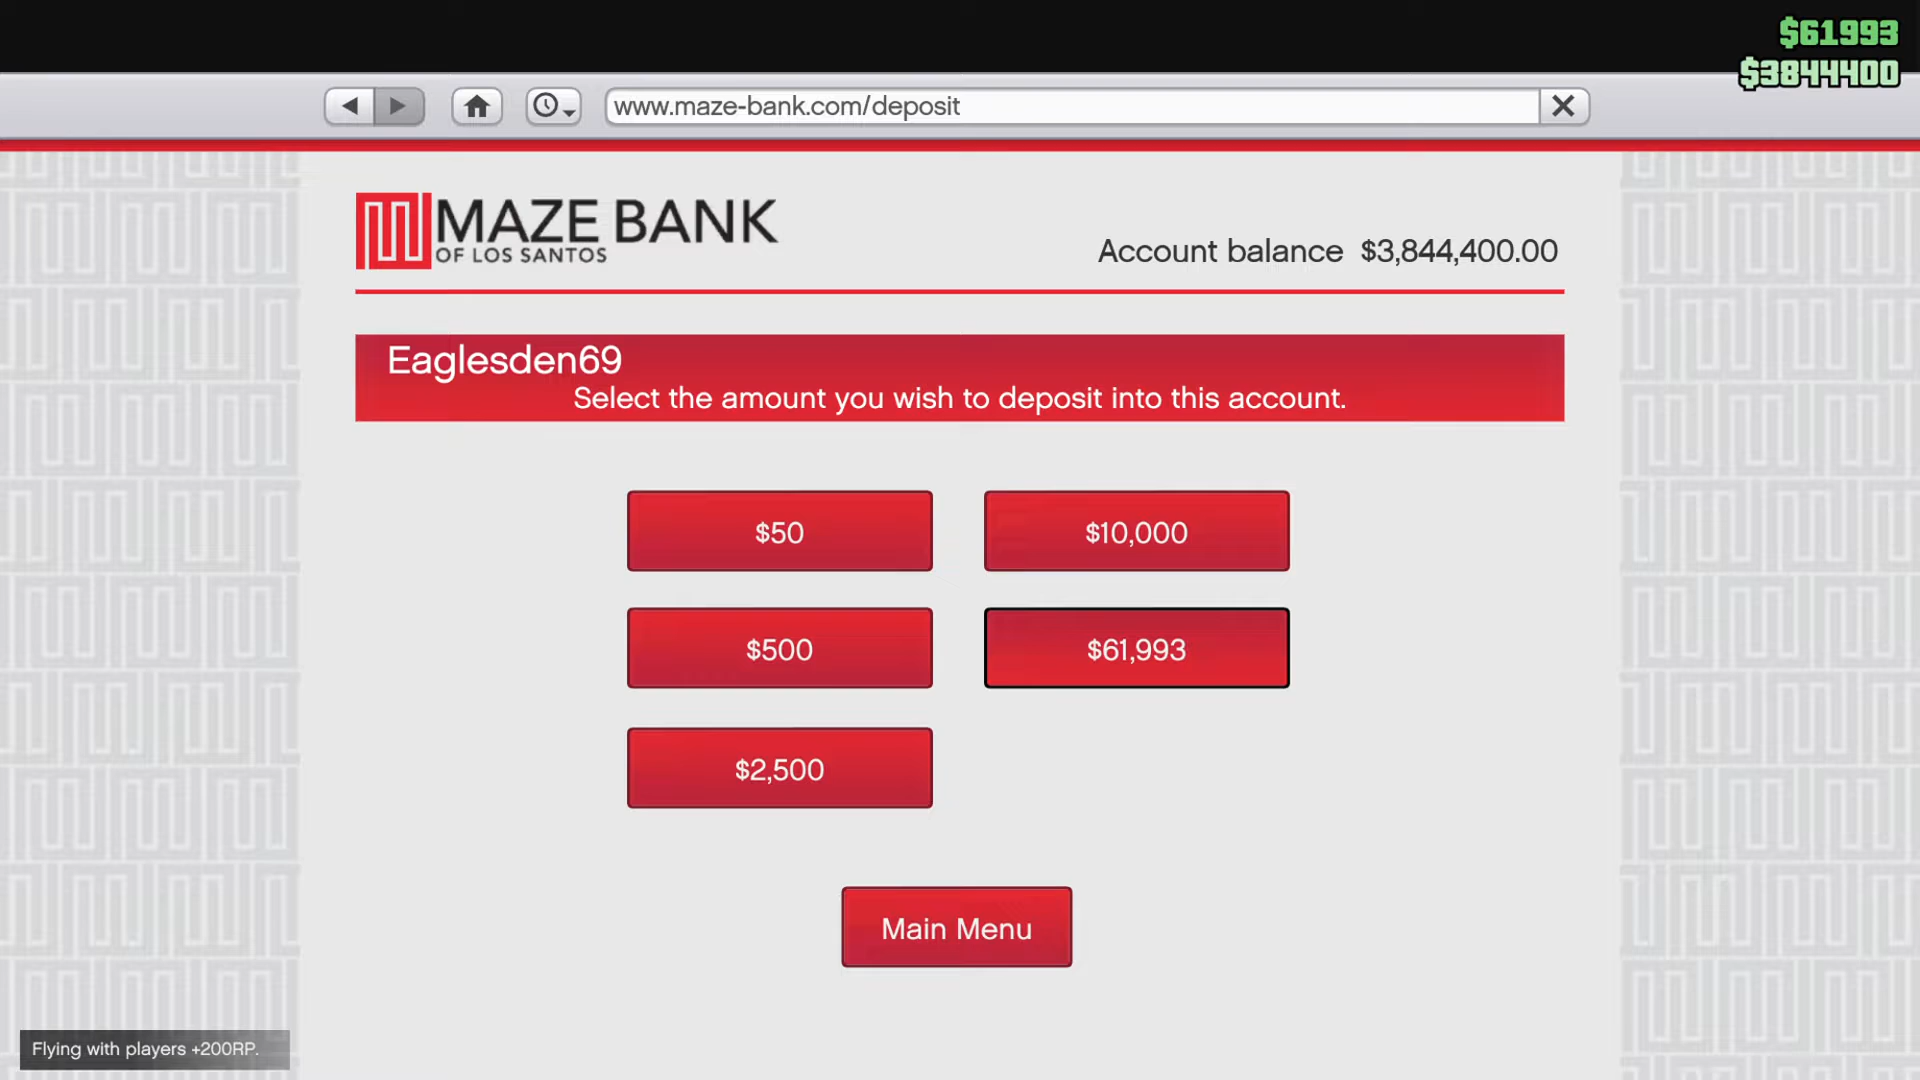 $61993
$3844400
www.maze-bank.com/deposit
MAZE BANK
OF LOS SANTOS
Account balance $3,844,400.00
Eaglesden69
Select the amount you wish to deposit into this account.
$50
$10,000
$500
$61,993
$2,500
Main Menu
Flying with players +200RP.